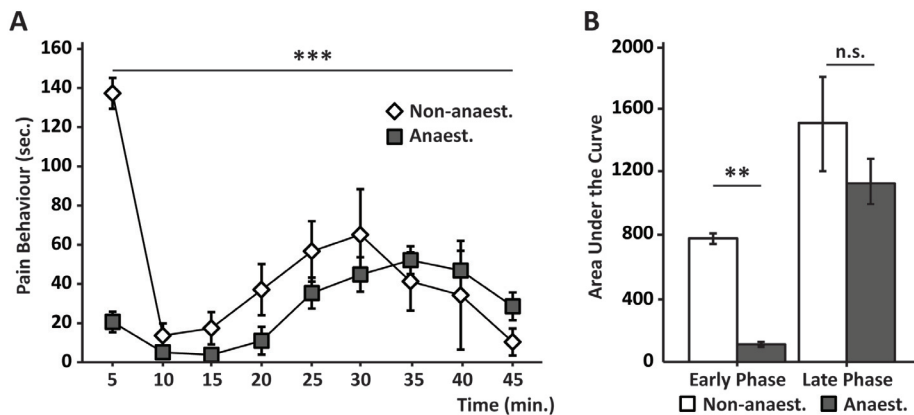 A
Pain Behaviour (sec.)
160
140
120
100
80
60
40
20
0
***
Non-anaest.
Anaest.
5 10 15 20 25 30 35 40 45
Time (min.)
B
Area Under the Curve
2000
1600
1200
800
400
0
**
n.s.
Early Phase Late Phase
Non-anaest. Anaest.